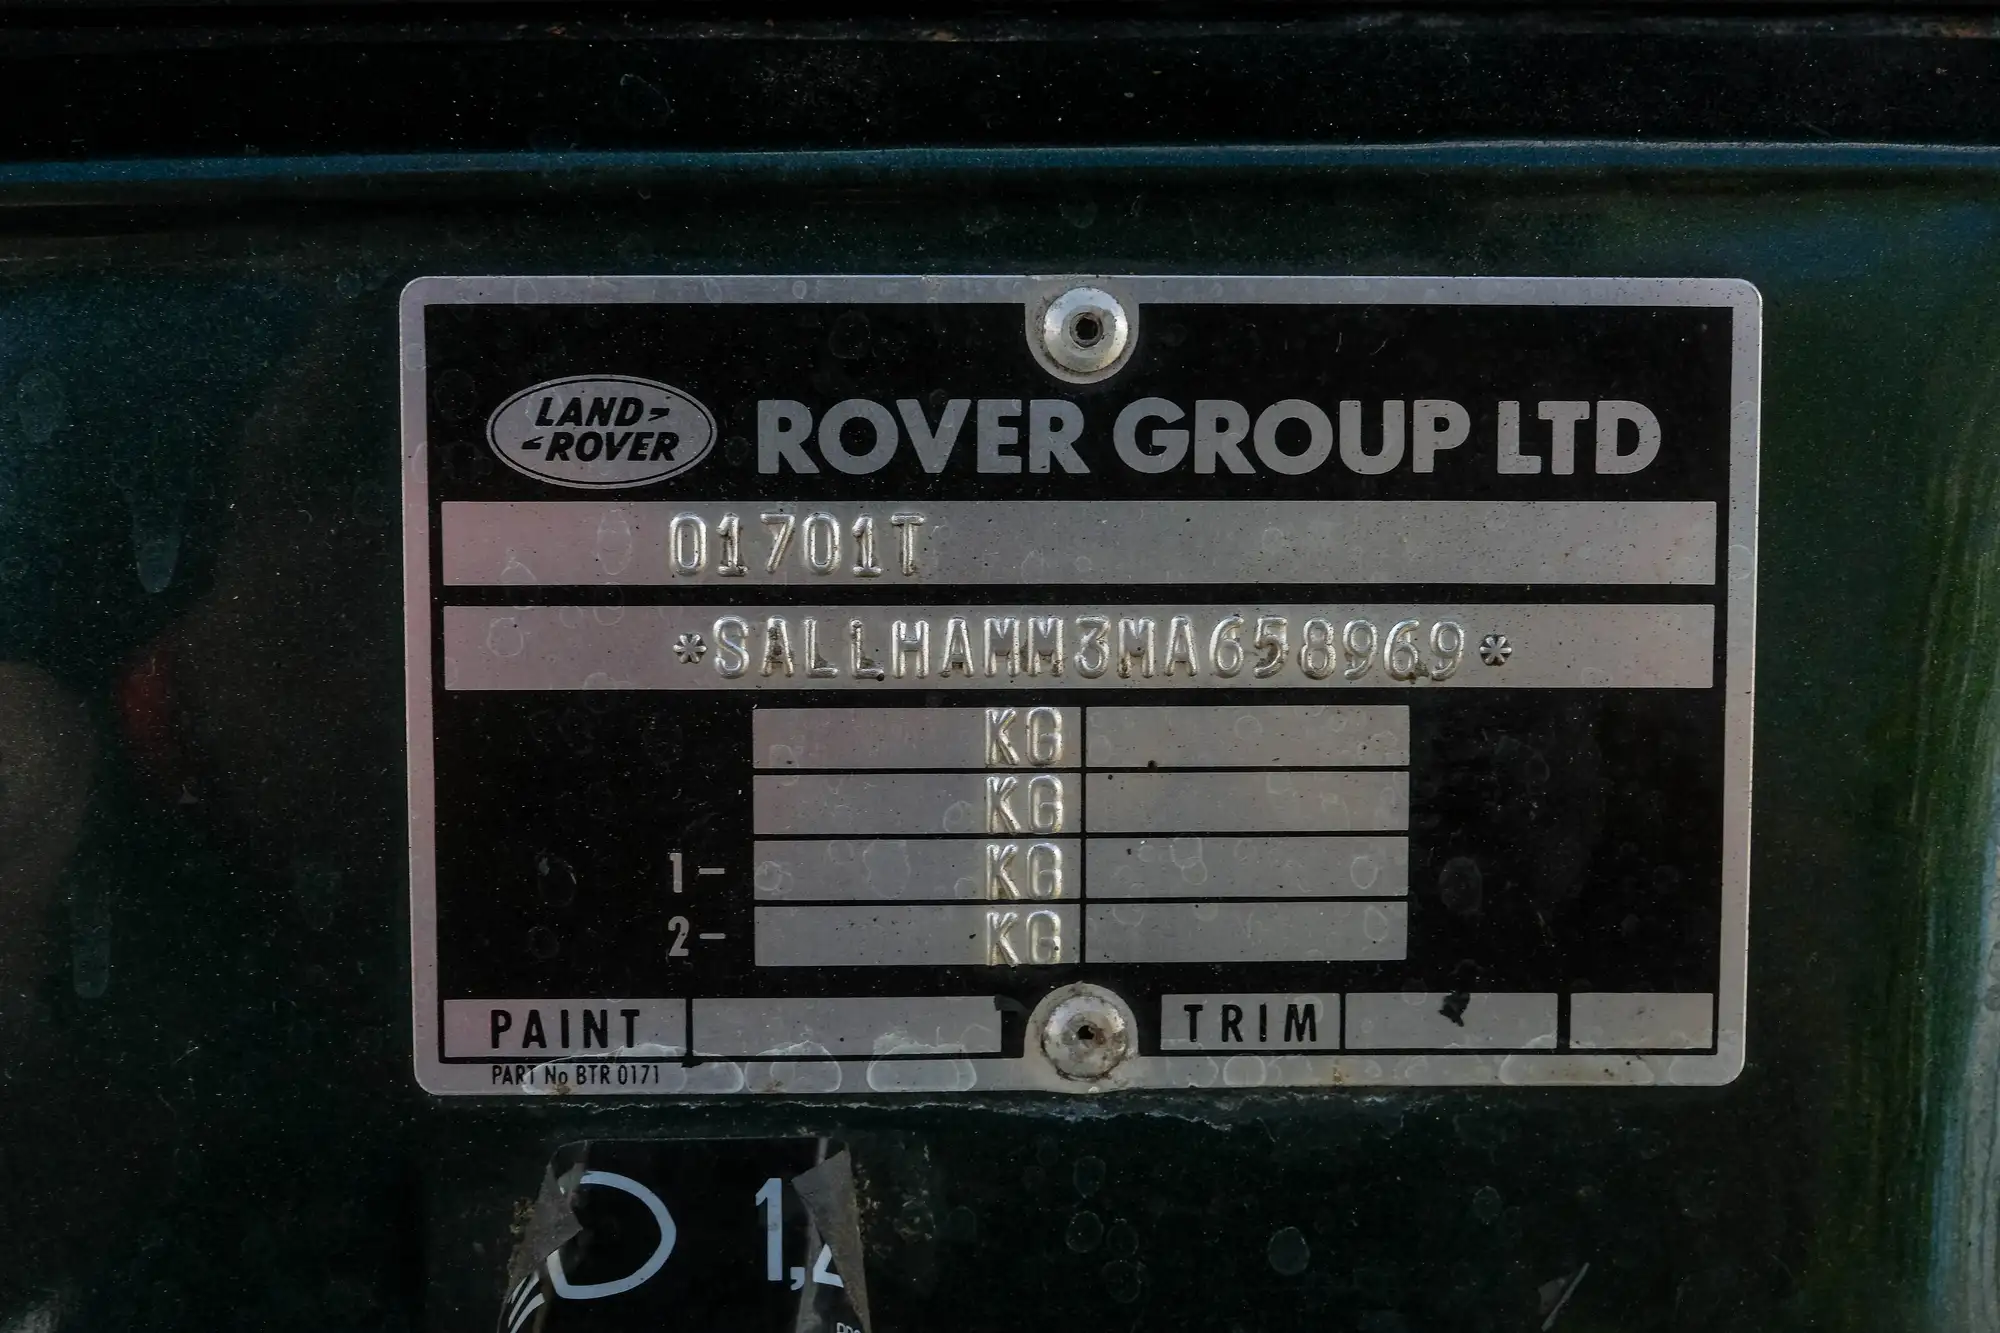 LAND-
-ROVER
ROVER GROUP LTD
01701T
*SALLHAMM3MA658969*
KG
KG
1- KG
2- KG
PAINT
TRIM
PART No BTR 0171
1,